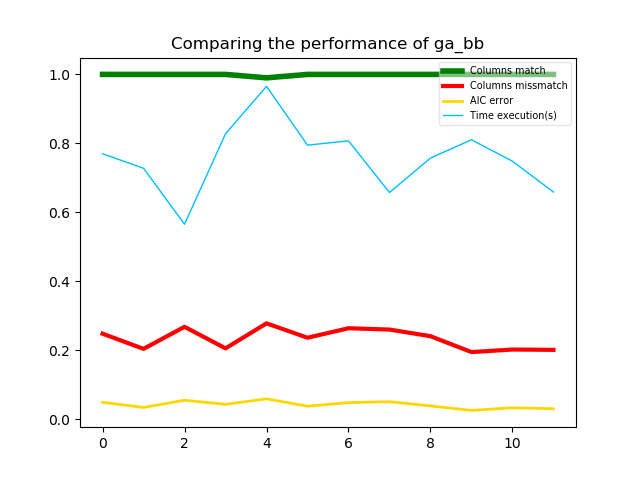 Comparing the performance of ga_bb
Columns match
Columns missmatch
AIC error
Time execution(s)
1.0
0.8
0.6
0.4
0.2
0.0
0 2 4 6 8 10